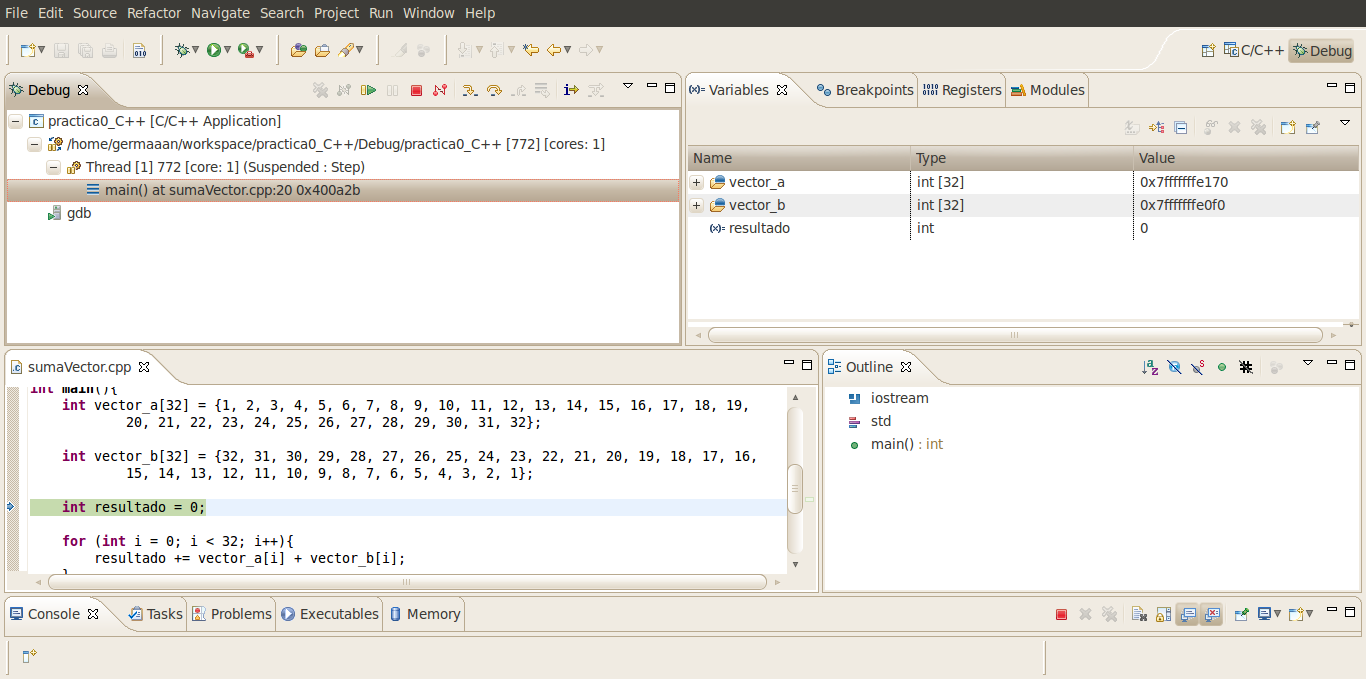 File Edit Source Refactor Navigate Search Project Run Window Help
C/C++ Debug
Debug
practica0_C++ [C/C++ Application]
/home/germaaan/workspace/practica0_C++/Debug/practica0_C++ [772] [cores: 1]
Thread [1] 772 [core: 1] (Suspended : Step)
main() at sumaVector.cpp:20 0x400a2b
gdb
(x)= Variables Breakpoints 1010 0101 Registers Modules
Name Type Value
vector_a int [32] 0x7fffffffe170
vector_b int [32] 0x7fffffffe0f0
(x)= resultado int 0
sumaVector.cpp
int main(){
int vector_a[32] = {1, 2, 3, 4, 5, 6, 7, 8, 9, 10, 11, 12, 13, 14, 15, 16, 17, 18, 19,
20, 21, 22, 23, 24, 25, 26, 27, 28, 29, 30, 31, 32};
int vector_b[32] = {32, 31, 30, 29, 28, 27, 26, 25, 24, 23, 22, 21, 20, 19, 18, 17, 16,
15, 14, 13, 12, 11, 10, 9, 8, 7, 6, 5, 4, 3, 2, 1};
int resultado = 0;
for (int i = 0; i < 32; i++){
resultado += vector_a[i] + vector_b[i];
}
Outline
iostream
std
main() : int
Console Tasks Problems Executables Memory